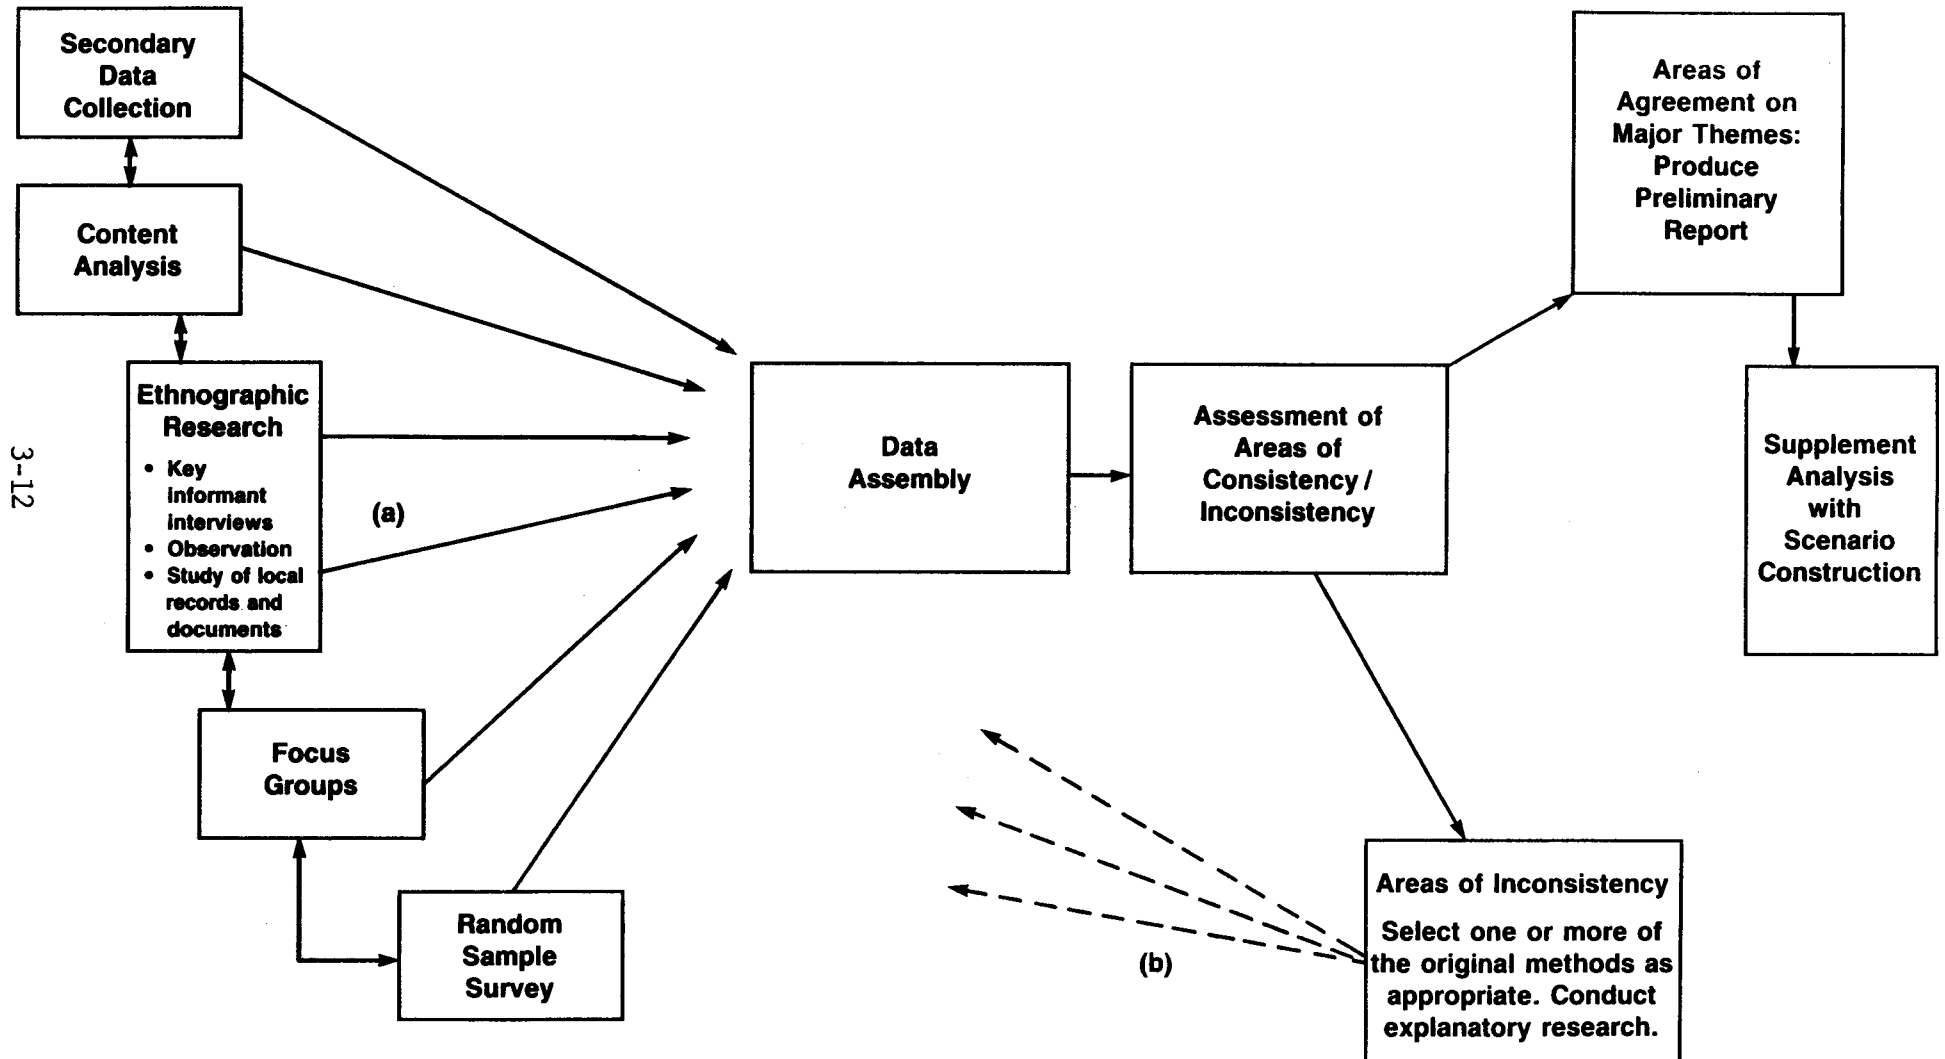 Secondary
Data
Collection
Content
Analysis
Ethnographic
Research
• Key
informant
interviews
• Observation
• Study of local
records and
documents
(a)
Focus
Groups
Random
Sample
Survey
Data
Assembly
Assessment of
Areas of
Consistency /
Inconsistency
Areas of
Agreement on
Major Themes:
Produce
Preliminary
Report
Supplement
Analysis
with
Scenario
Construction
(b)
Areas of Inconsistency
Select one or more of
the original methods as
appropriate. Conduct
explanatory research.
3-12